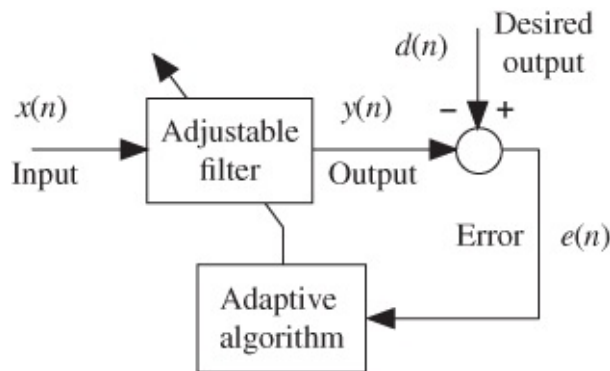 Desired
output
d(n)
x(n)
Input
Adjustable
filter
y(n)
Output
− +
Error
e(n)
Adaptive
algorithm